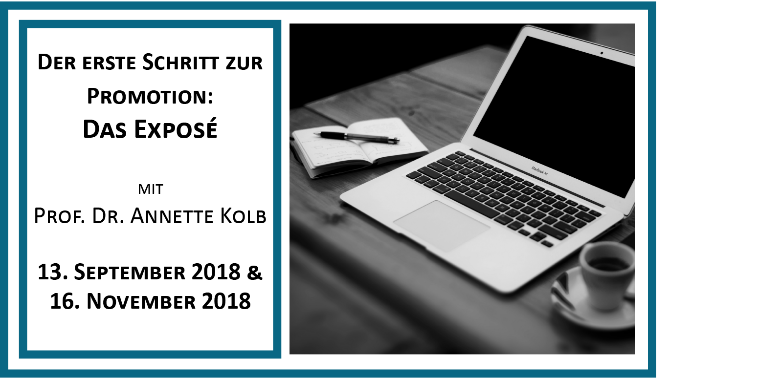 Der erste Schritt zur
Promotion:
Das Exposé
mit
Prof. Dr. Annette Kolb
13. September 2018 &
16. November 2018